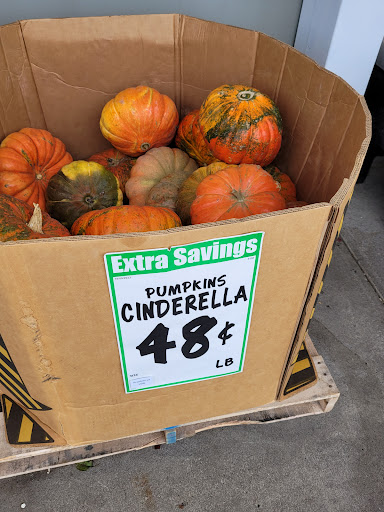 Extra Savings
PUMPKINS
CINDERELLA
48¢
LB